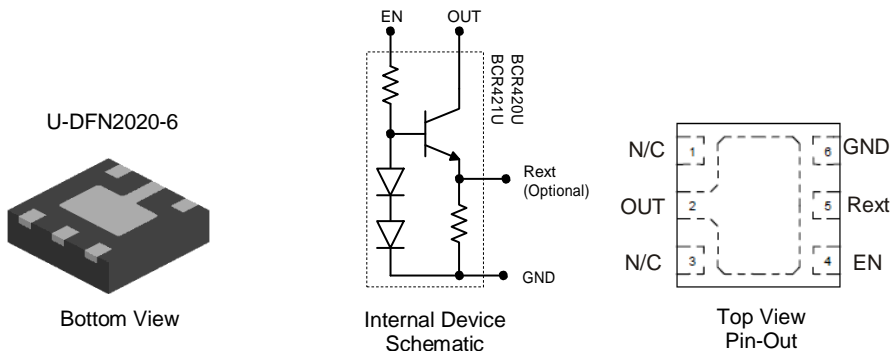 U-DFN2020-6
Bottom View
EN
OUT
BCR420U
BCR421U
Rext
(Optional)
GND
Internal Device
Schematic
N/C
1
6
GND
OUT
2
5
Rext
N/C
3
4
EN
Top View
Pin-Out